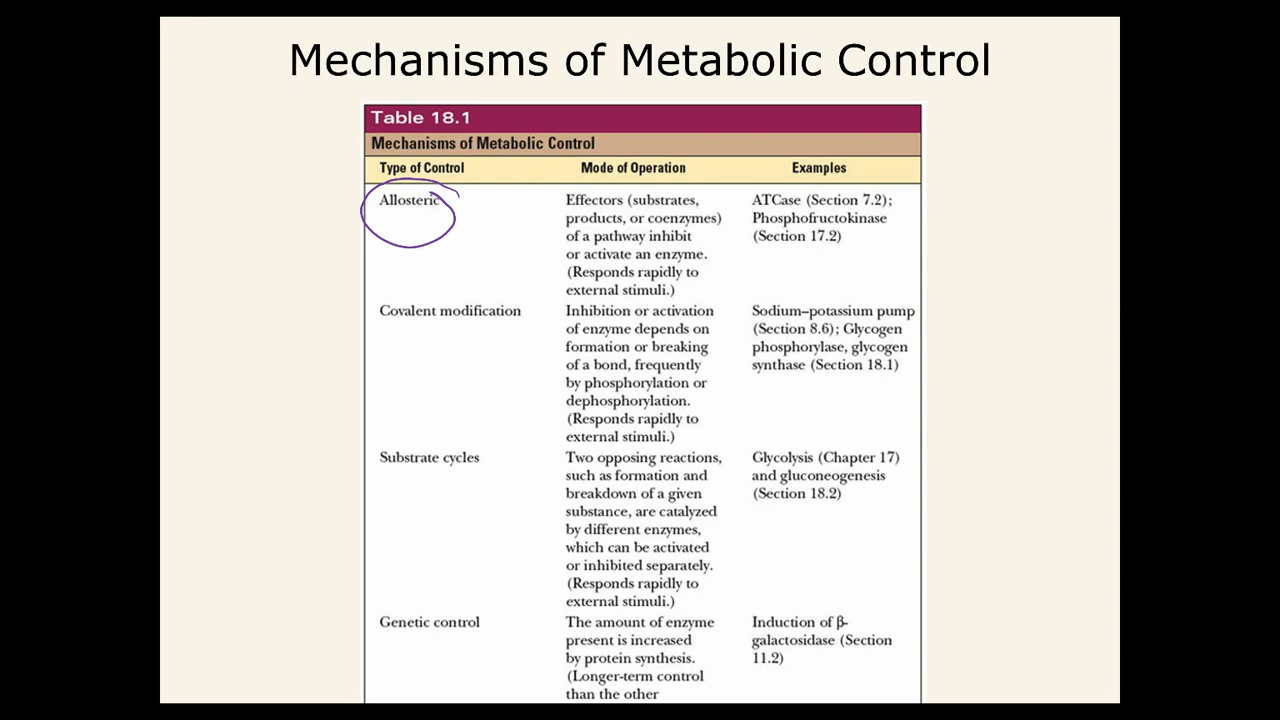 Mechanisms of Metabolic Control
Table 18.1
Mechanisms of Metabolic Control
Type of Control Mode of Operation Examples
Allosteric Effectors (substrates, ATCase (Section 7.2);
products, or coenzymes) Phosphofructokinase
of a pathway inhibit (Section 17.2)
or activate an enzyme.
(Responds rapidly to
external stimuli.)
Covalent modification Inhibition or activation Sodium–potassium pump
of enzyme depends on (Section 8.6); Glycogen
formation or breaking phosphorylase, glycogen
of a bond, frequently synthase (Section 18.1)
by phosphorylation or
dephosphorylation.
(Responds rapidly to
external stimuli.)
Substrate cycles Two opposing reactions, Glycolysis (Chapter 17)
such as formation and and gluconeogenesis
breakdown of a given (Section 18.2)
substance, are catalyzed
by different enzymes,
which can be activated
or inhibited separately.
(Responds rapidly to
external stimuli.)
Genetic control The amount of enzyme Induction of β-
present is increased galactosidase (Section
by protein synthesis. 11.2)
(Longer-term control
than the other